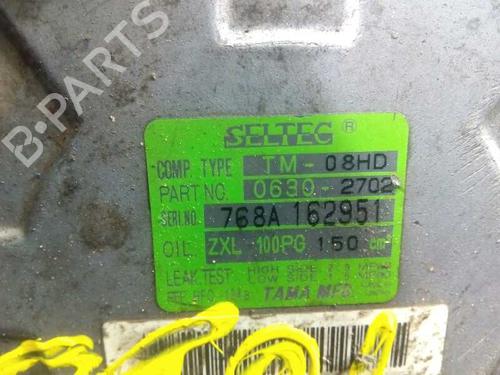 B-PARTS
SELTEC ®
COMP. TYPE TM-08HD
PART NO. 0630-2702
SERI.NO. 768A 162951
OIL ZXL 100PG 150 cm³
LEAK TEST: HIGH SIDE
LOW SIDE
TAMA MFG.